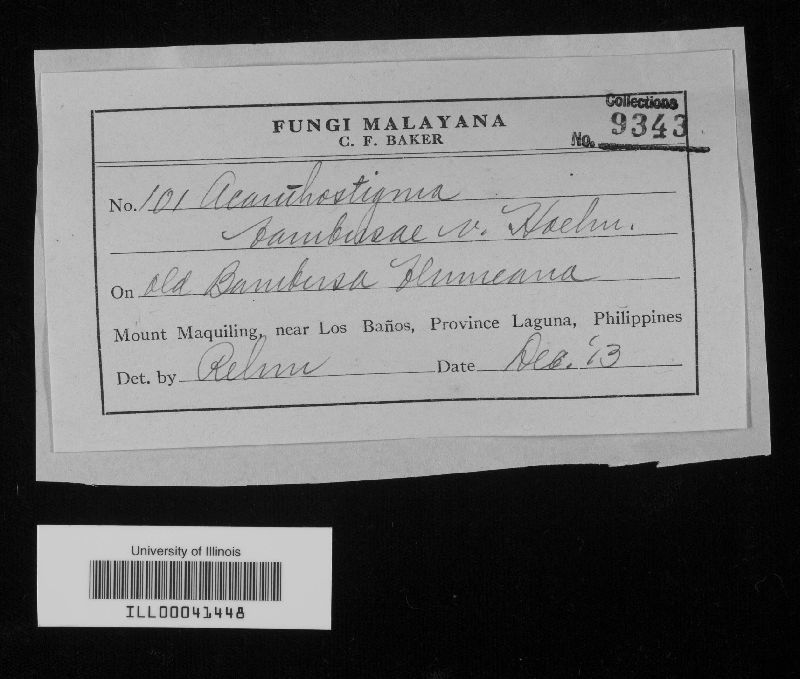 Collections
FUNGI MALAYANA
C. F. BAKER
No. 9343
No. 101 Acanthostigma
bambusae v. Hoehn.
On old Bambusa Blumeana
Mount Maquiling, near Los Baños, Province Laguna, Philippines
Det. by Rehm Date Dec. '13
University of Illinois
ILL00041448